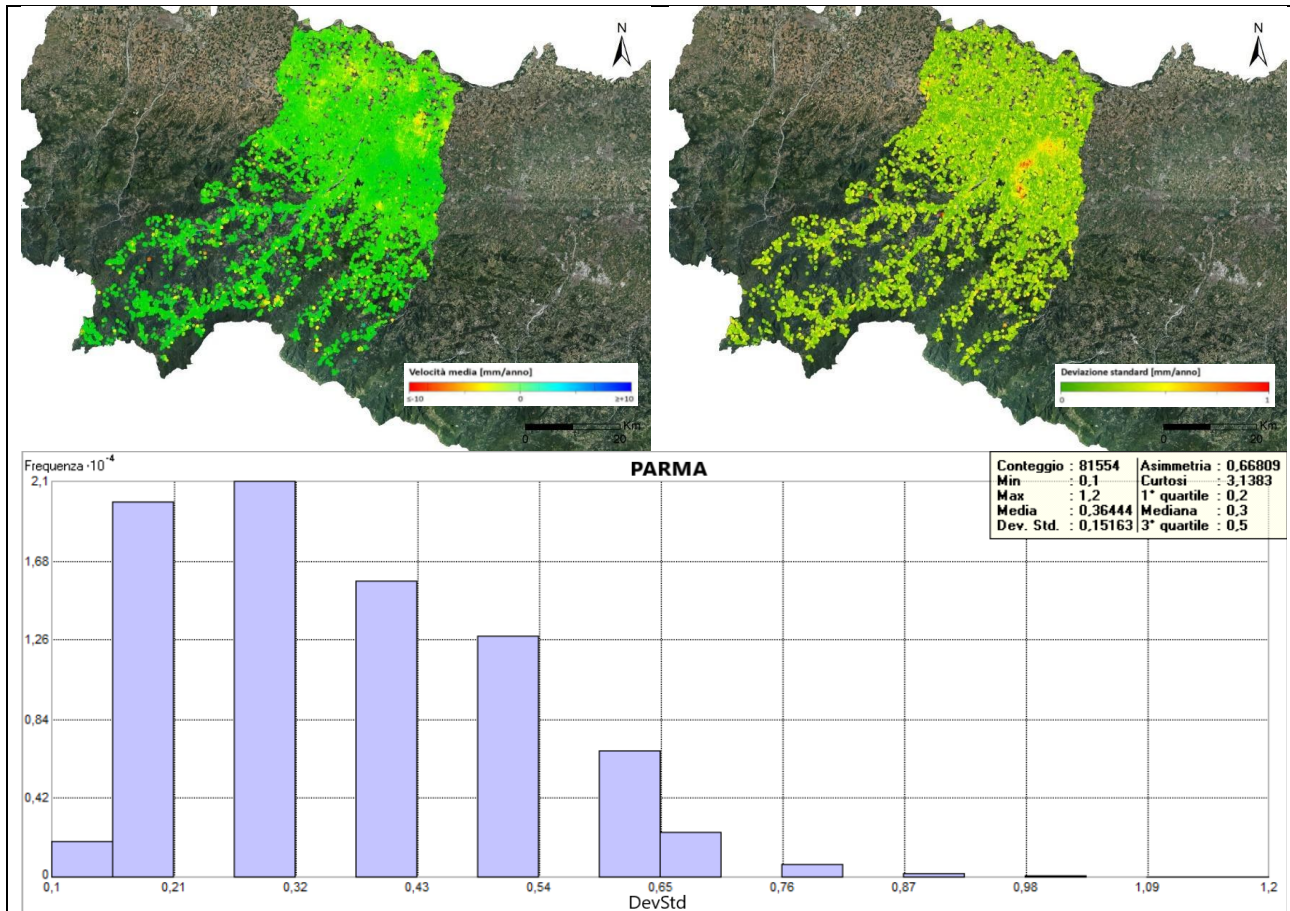 N
N
Velocità media [mm/anno]
≤-10 0 ≥+10
Km
0 20
Deviazione standard [mm/anno]
0 1
Km
0 20
Frequenza ·10⁻⁴
PARMA
Conteggio : 81554 Asimmetria : 0,66809
Min : 0,1 Curtosi : 3,1383
Max : 1,2 1° quartile : 0,2
Media : 0,36444 Mediana : 0,3
Dev. Std. : 0,15163 3° quartile : 0,5
2,1
1,68
1,26
0,84
0,42
0
0,1 0,21 0,32 0,43 0,54 0,65 0,76 0,87 0,98 1,09 1,2
DevStd